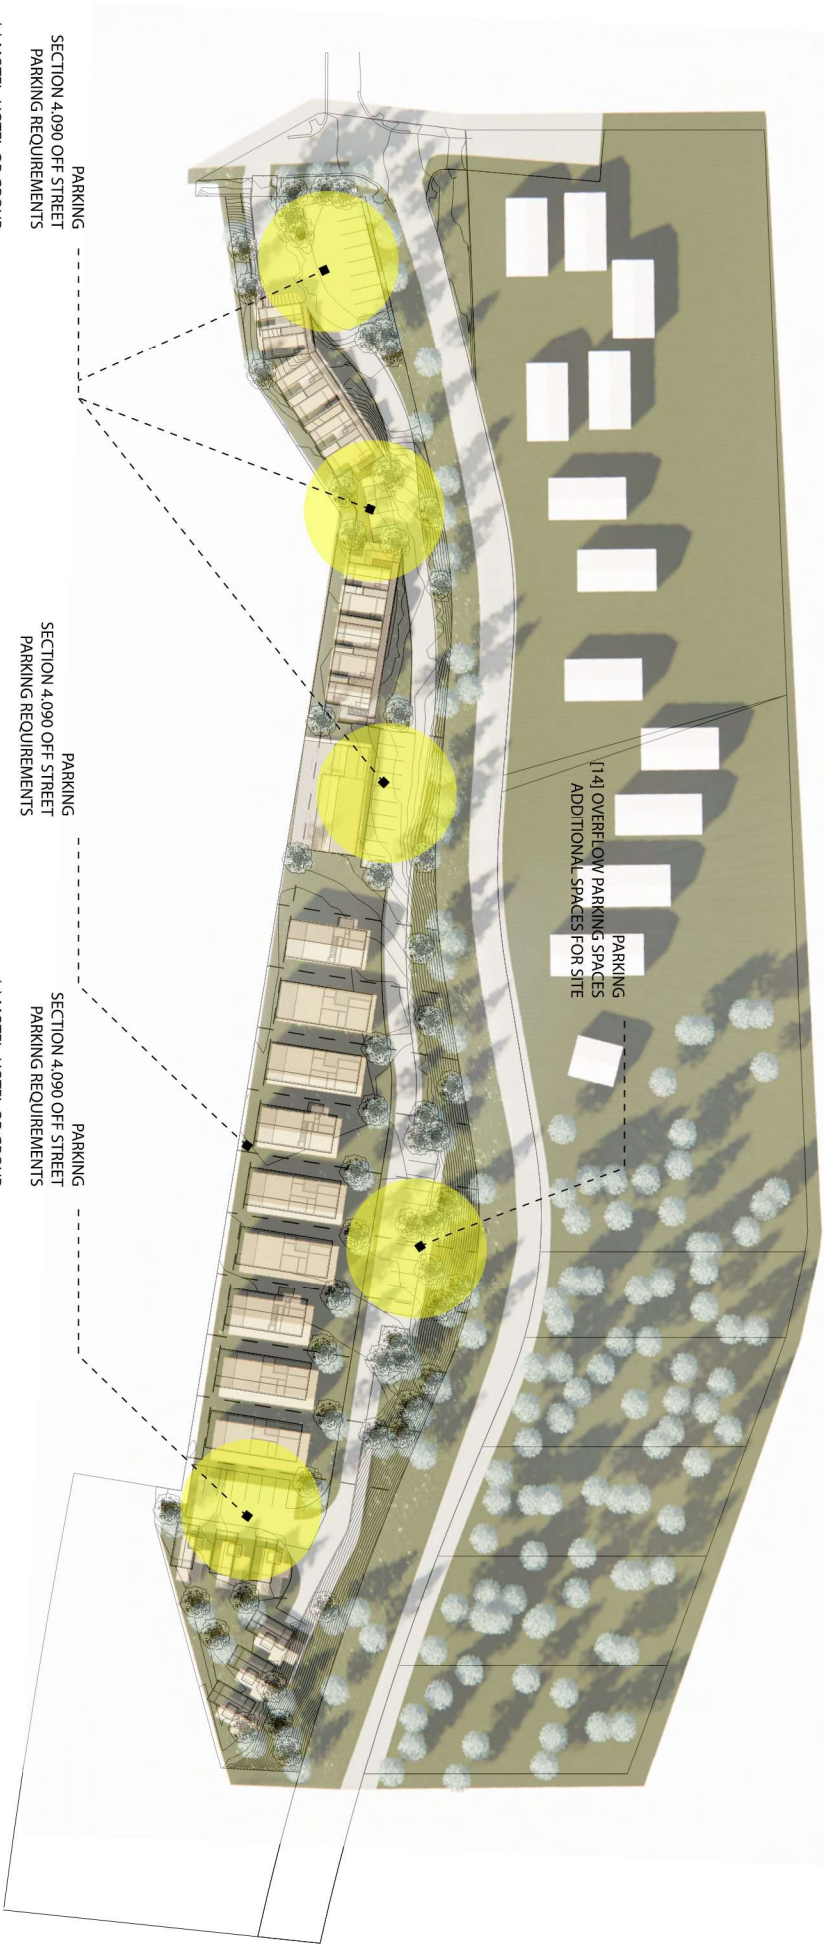 PARKING
SECTION 4.090 OFF STREET
PARKING REQUIREMENTS
PARKING
SECTION 4.090 OFF STREET
PARKING REQUIREMENTS
PARKING
SECTION 4.090 OFF STREET
PARKING REQUIREMENTS
PARKING
[14] OVERFLOW PARKING SPACES
ADDITIONAL SPACES FOR SITE